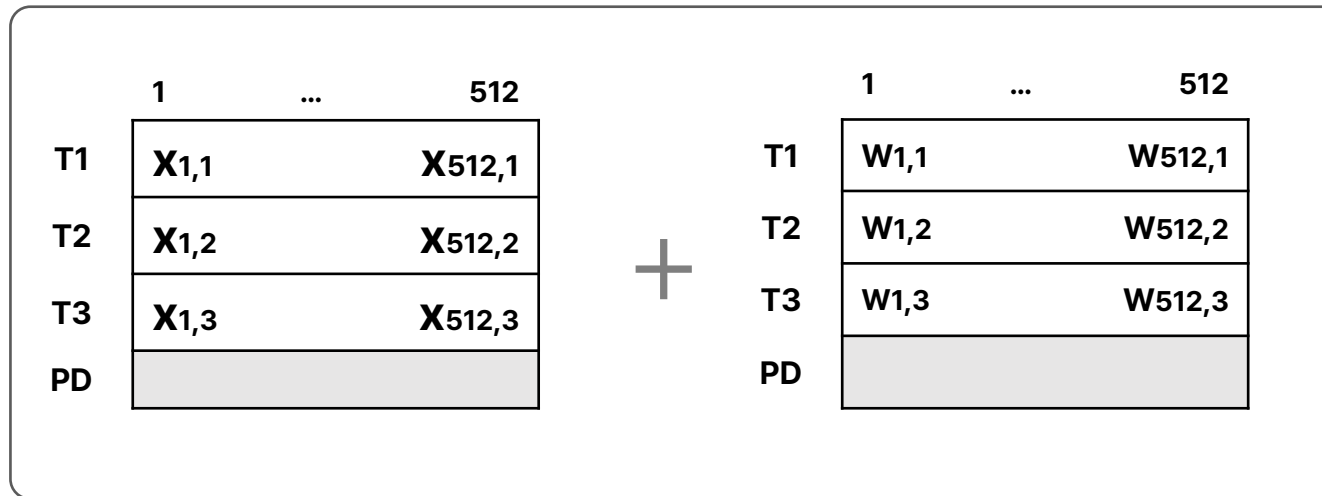 1 ... 512
T1 X1,1 X512,1
T2 X1,2 X512,2
T3 X1,3 X512,3
PD
+
1 ... 512
T1 W1,1 W512,1
T2 W1,2 W512,2
T3 W1,3 W512,3
PD